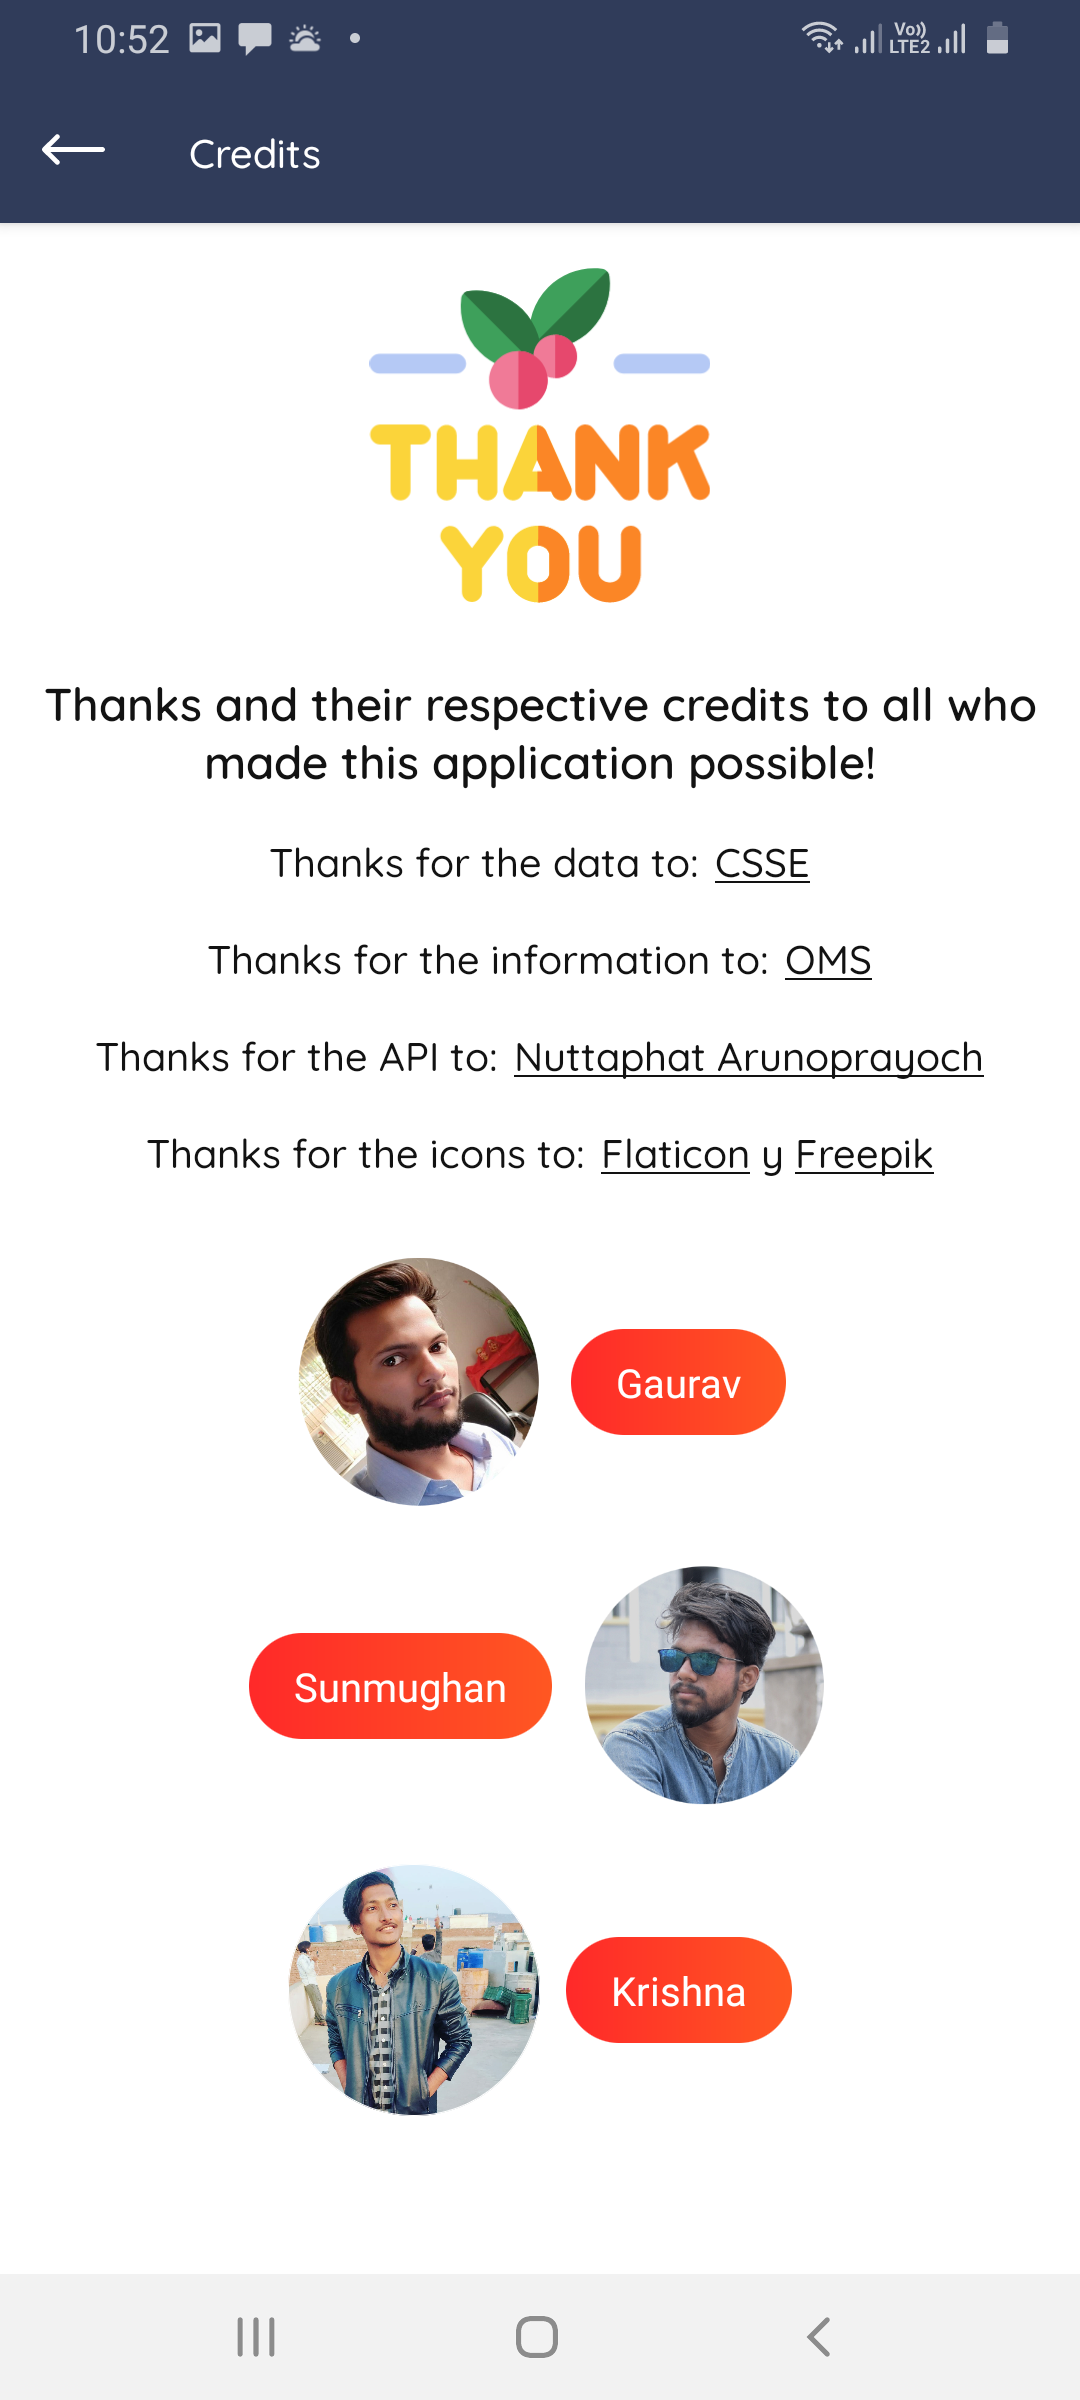 10:52
Vo)) LTE2
Credits
THANK
YOU
Thanks and their respective credits to all who
made this application possible!
Thanks for the data to: CSSE
Thanks for the information to: OMS
Thanks for the API to: Nuttaphat Arunoprayoch
Thanks for the icons to: Flaticon y Freepik
Gaurav
Sunmughan
Krishna